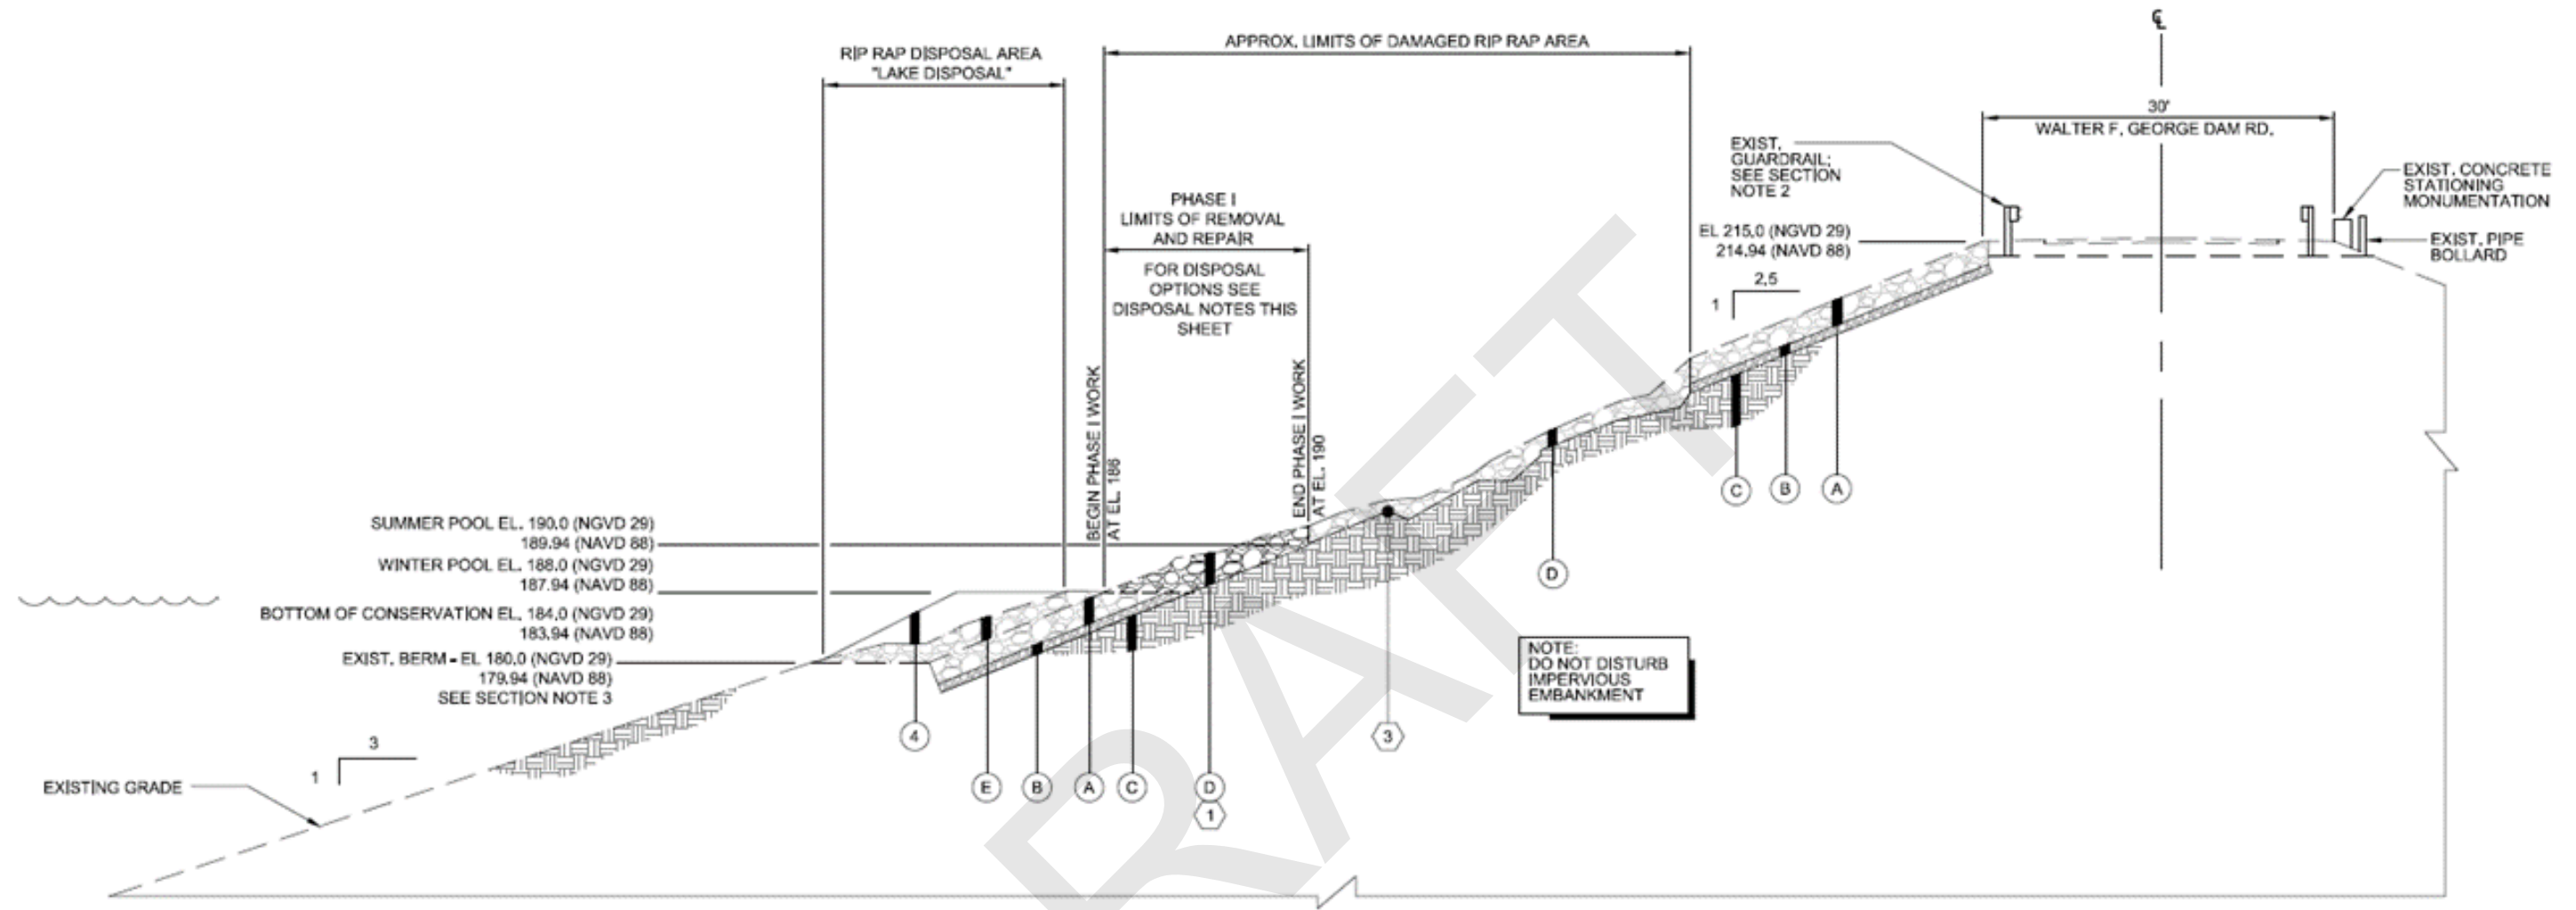 ℄
APPROX. LIMITS OF DAMAGED RIP RAP AREA
RIP RAP DISPOSAL AREA
"LAKE DISPOSAL"
30'
WALTER F. GEORGE DAM RD.
EXIST.
GUARDRAIL;
SEE SECTION
NOTE 2
EXIST. CONCRETE
STATIONING
MONUMENTATION
PHASE I
LIMITS OF REMOVAL
AND REPAIR
EL 215.0 (NGVD 29)
214.94 (NAVD 88)
EXIST. PIPE
BOLLARD
FOR DISPOSAL
OPTIONS SEE
DISPOSAL NOTES THIS
SHEET
2.5
1
BEGIN PHASE I WORK
AT EL. 186
END PHASE I WORK
AT EL. 190
C
B
A
SUMMER POOL EL. 190.0 (NGVD 29)
189.94 (NAVD 88)
WINTER POOL EL. 188.0 (NGVD 29)
187.94 (NAVD 88)
BOTTOM OF CONSERVATION EL. 184.0 (NGVD 29)
183.94 (NAVD 88)
EXIST. BERM - EL 180.0 (NGVD 29)
179.94 (NAVD 88)
SEE SECTION NOTE 3
D
NOTE:
DO NOT DISTURB
IMPERVIOUS
EMBANKMENT
4
3
3
1
EXISTING GRADE
E
B
A
C
D
1
DRAFT